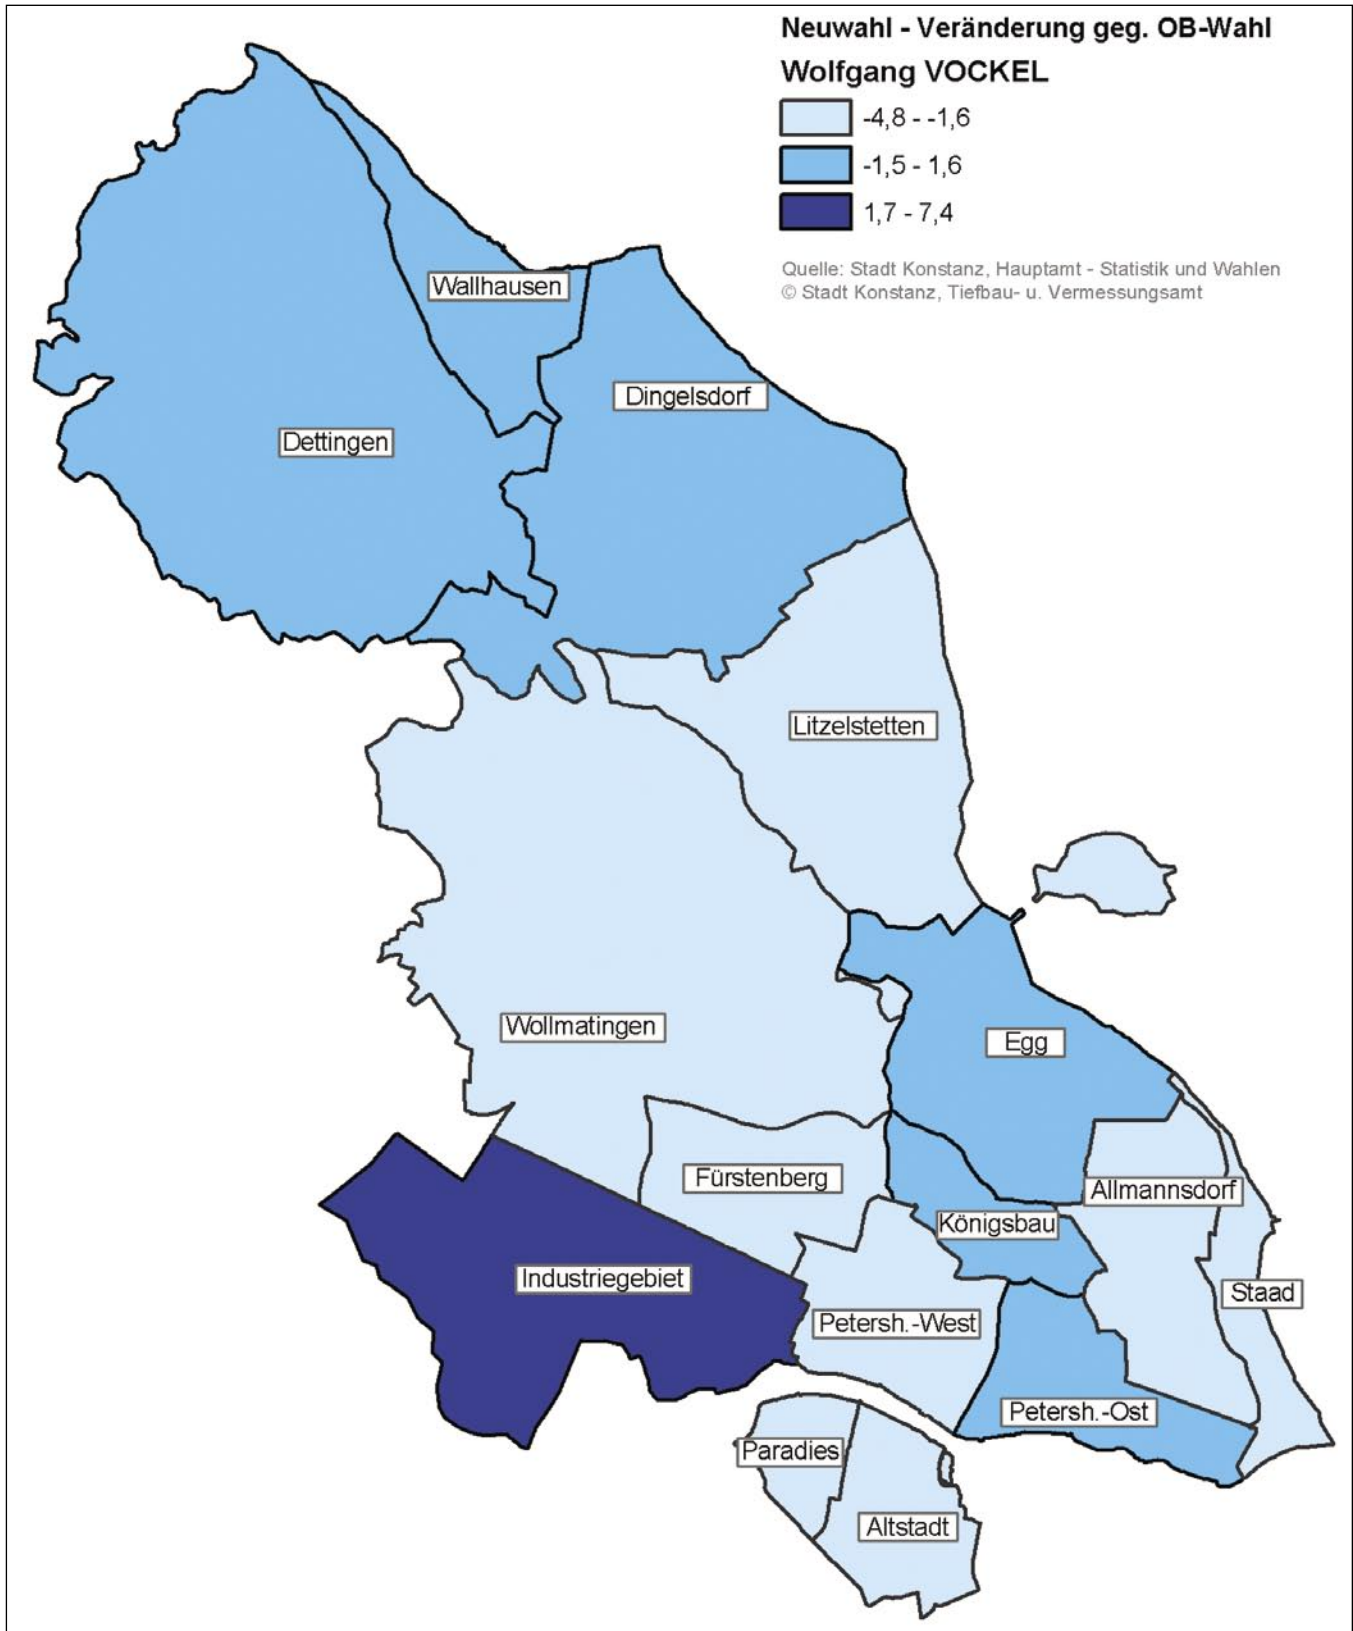 Neuwahl - Veränderung geg. OB-Wahl
Wolfgang VOCKEL
-4,8 - -1,6
-1,5 - 1,6
1,7 - 7,4
Quelle: Stadt Konstanz, Hauptamt - Statistik und Wahlen
© Stadt Konstanz, Tiefbau- u. Vermessungsamt
Wallhausen
Dingelsdorf
Dettingen
Litzelstetten
Wollmatingen
Egg
Fürstenberg
Allmannsdorf
Königsbau
Industriegebiet
Staad
Petersh.-West
Petersh.-Ost
Paradies
Altstadt